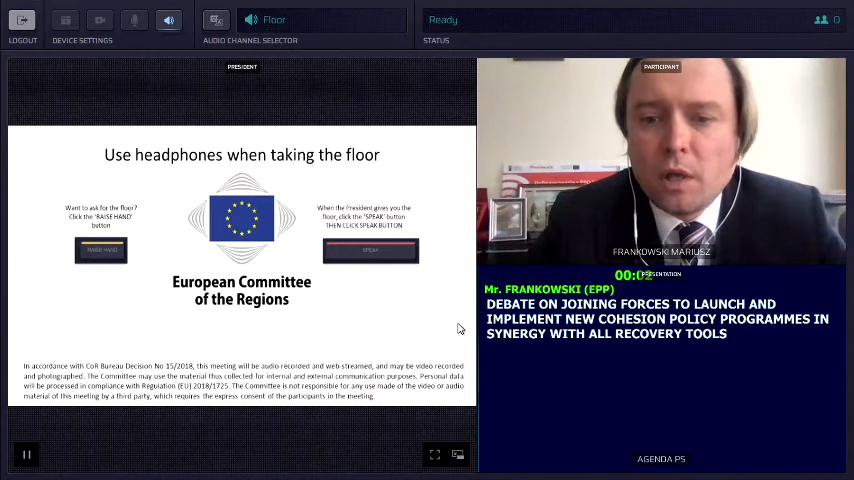 Floor
Ready
0
LOGOUT
DEVICE SETTINGS
AUDIO CHANNEL SELECTOR
STATUS
PRESIDENT
Use headphones when taking the floor
Want to ask for the floor?
Click the 'RAISE HAND'
button
RAISE HAND
When the President gives you the
floor, click the 'SPEAK' button
THEN CLICK SPEAK BUTTON
SPEAK
European Committee
of the Regions
In accordance with CoR Bureau Decision No 15/2018, this meeting will be audio-recorded and web-streamed, and may be video recorded
and photographed. The Committee may use the material thus collected for internal and external communication purposes. Personal data
will be processed in compliance with Regulation (EU) 2018/1725. The Committee is not responsible for any use made of the video or audio
material of this meeting by a third party, which requires the express consent of the participants in the meeting.
PARTICIPANT
FRANKOWSKI MARIUSZ
00:02
PRESENTATION
Mr. FRANKOWSKI (EPP)
DEBATE ON JOINING FORCES TO LAUNCH AND
IMPLEMENT NEW COHESION POLICY PROGRAMMES IN
SYNERGY WITH ALL RECOVERY TOOLS
AGENDA PS